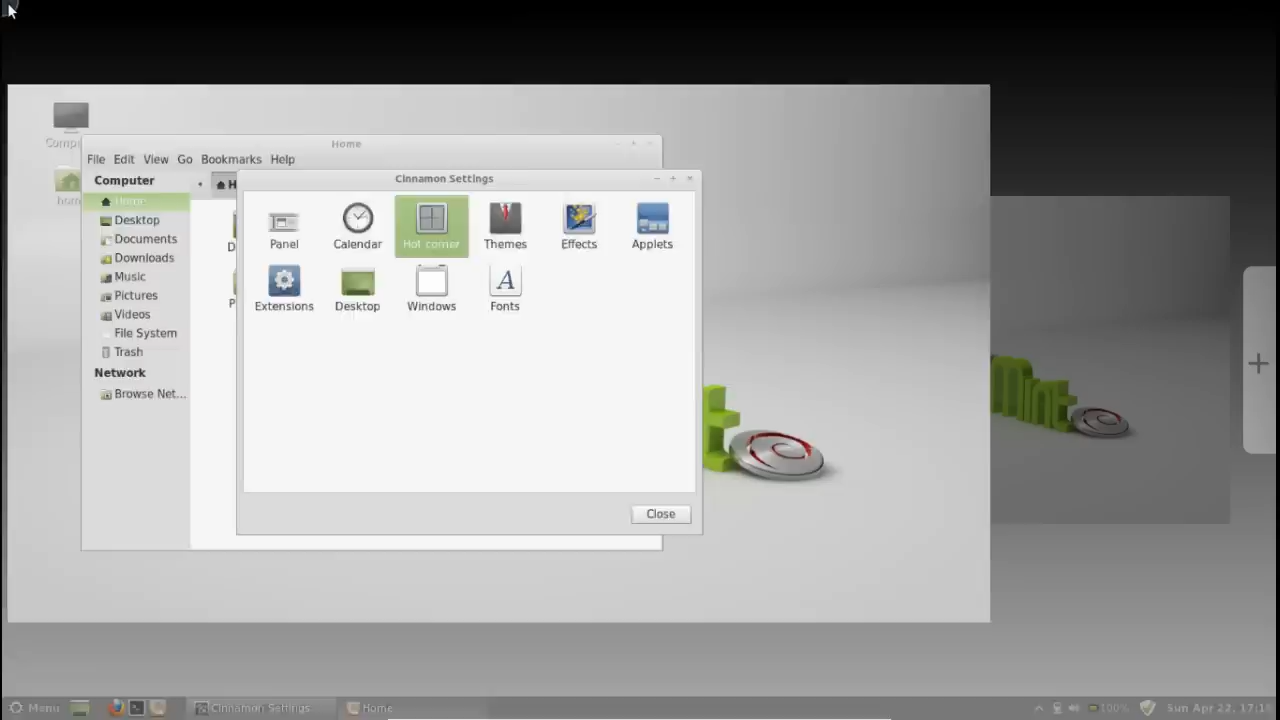 Home
File Edit View Go Bookmarks Help
Cinnamon Settings
Computer
Home
Desktop
Documents
Downloads
Music
Pictures
Videos
File System
Trash
Network
Browse Net...
Panel Calendar Hot corner Themes Effects Applets
Extensions Desktop Windows Fonts
Close
mint
Menu Cinnamon Settings Home 100% Sun Apr 22, 17:1